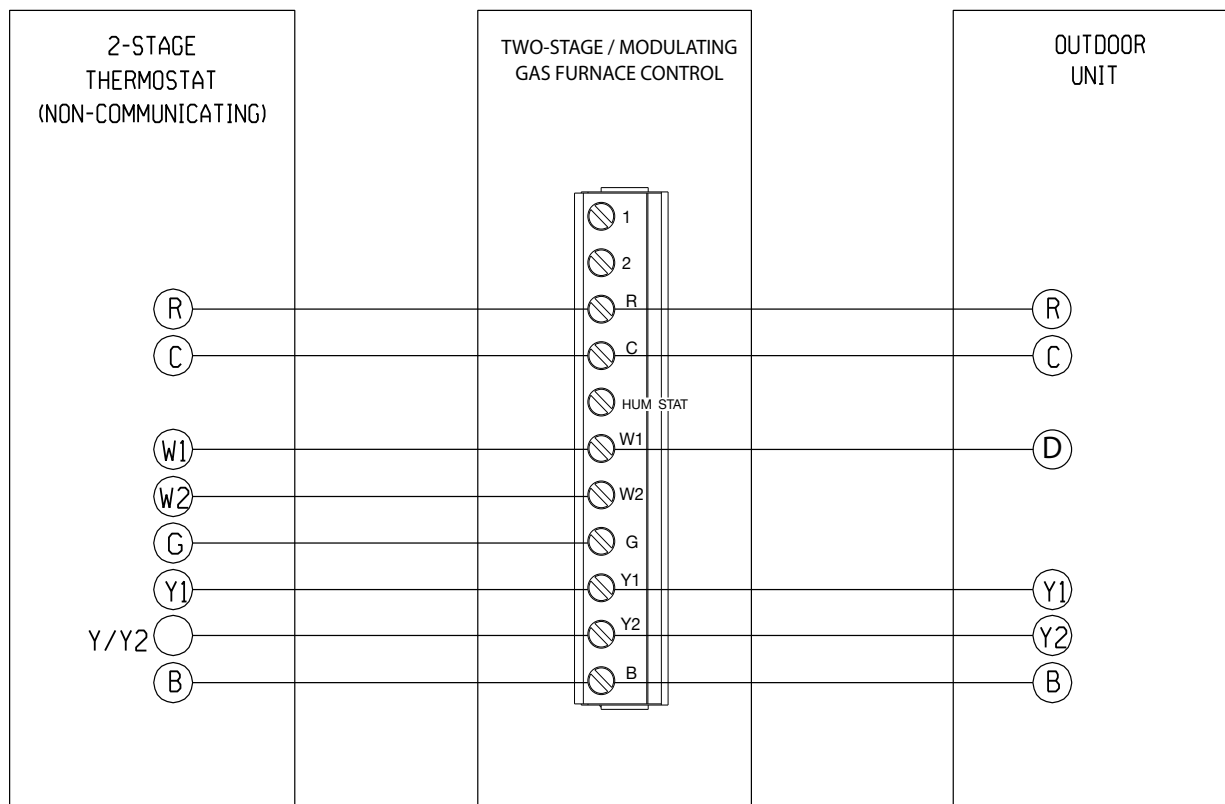 2-STAGE
THERMOSTAT
(NON-COMMUNICATING)
TWO-STAGE / MODULATING
GAS FURNACE CONTROL
OUTDOOR
UNIT
1
2
R R R
C C C
HUM STAT
W1 W1 D
W2 W2
G G
Y1 Y1 Y1
Y/Y2 Y2 Y2
B B B